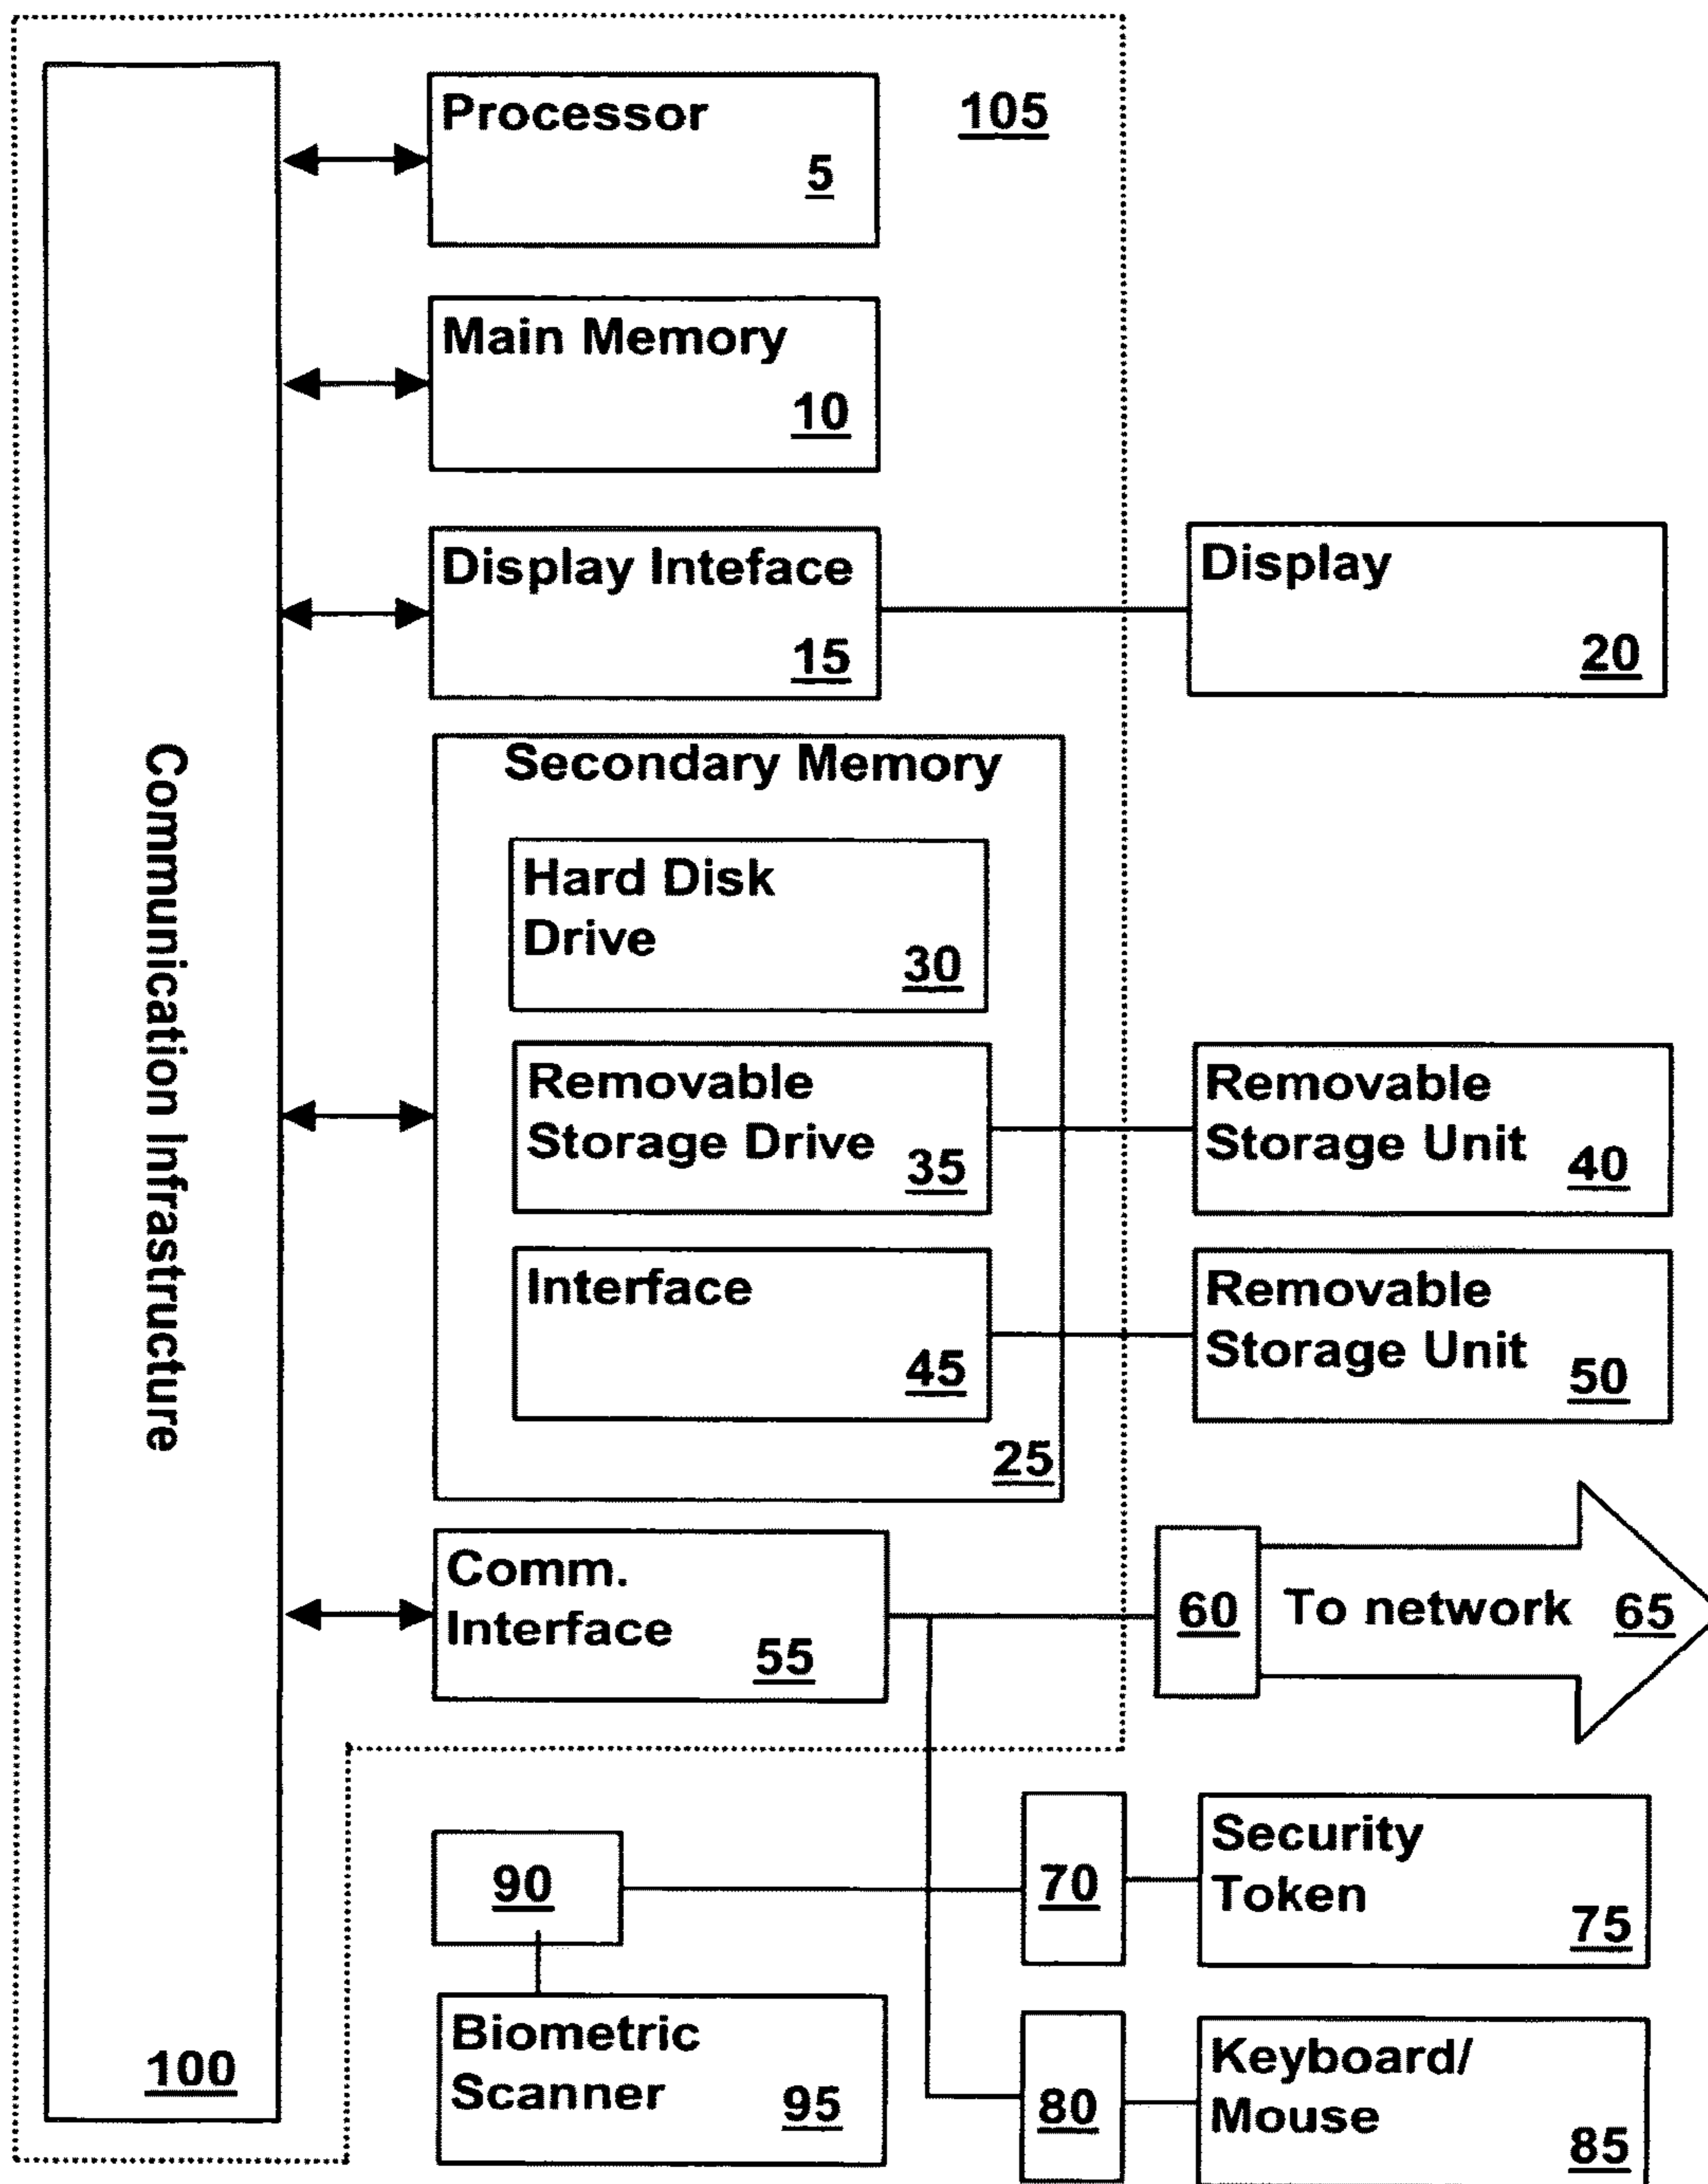 Processor
105
5
Main Memory
10
Display Inteface
15
Display
20
Communication Infrastructure
100
Secondary Memory
Hard Disk
Drive
30
Removable
Storage Drive
35
Removable
Storage Unit
40
Interface
45
Removable
Storage Unit
50
25
Comm.
Interface
55
60
To network
65
90
70
Security
Token
75
Biometric
Scanner
95
80
Keyboard/
Mouse
85